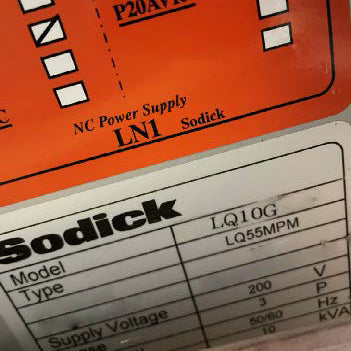 NC Power Supply
LN1 Sodick
Sodick
Model LQ10G
Type LQ55MPM
Supply Voltage 200 V
3 P
50/60 Hz
10 kVA